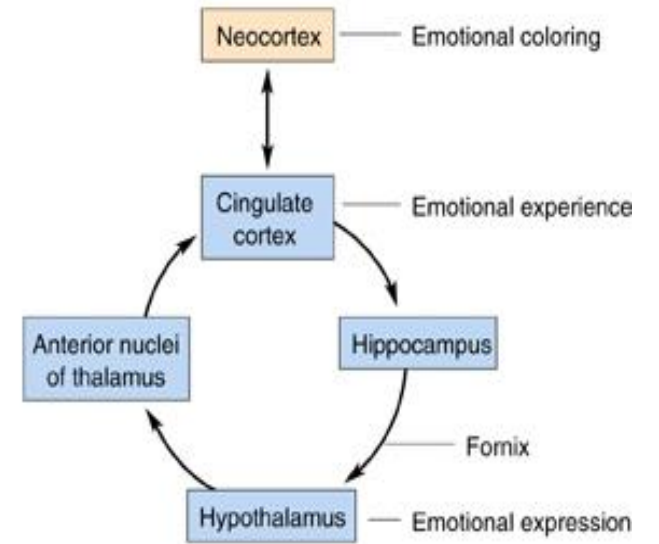 Neocortex
Emotional coloring
Cingulate
cortex
Emotional experience
Anterior nuclei
of thalamus
Hippocampus
Fornix
Hypothalamus
Emotional expression